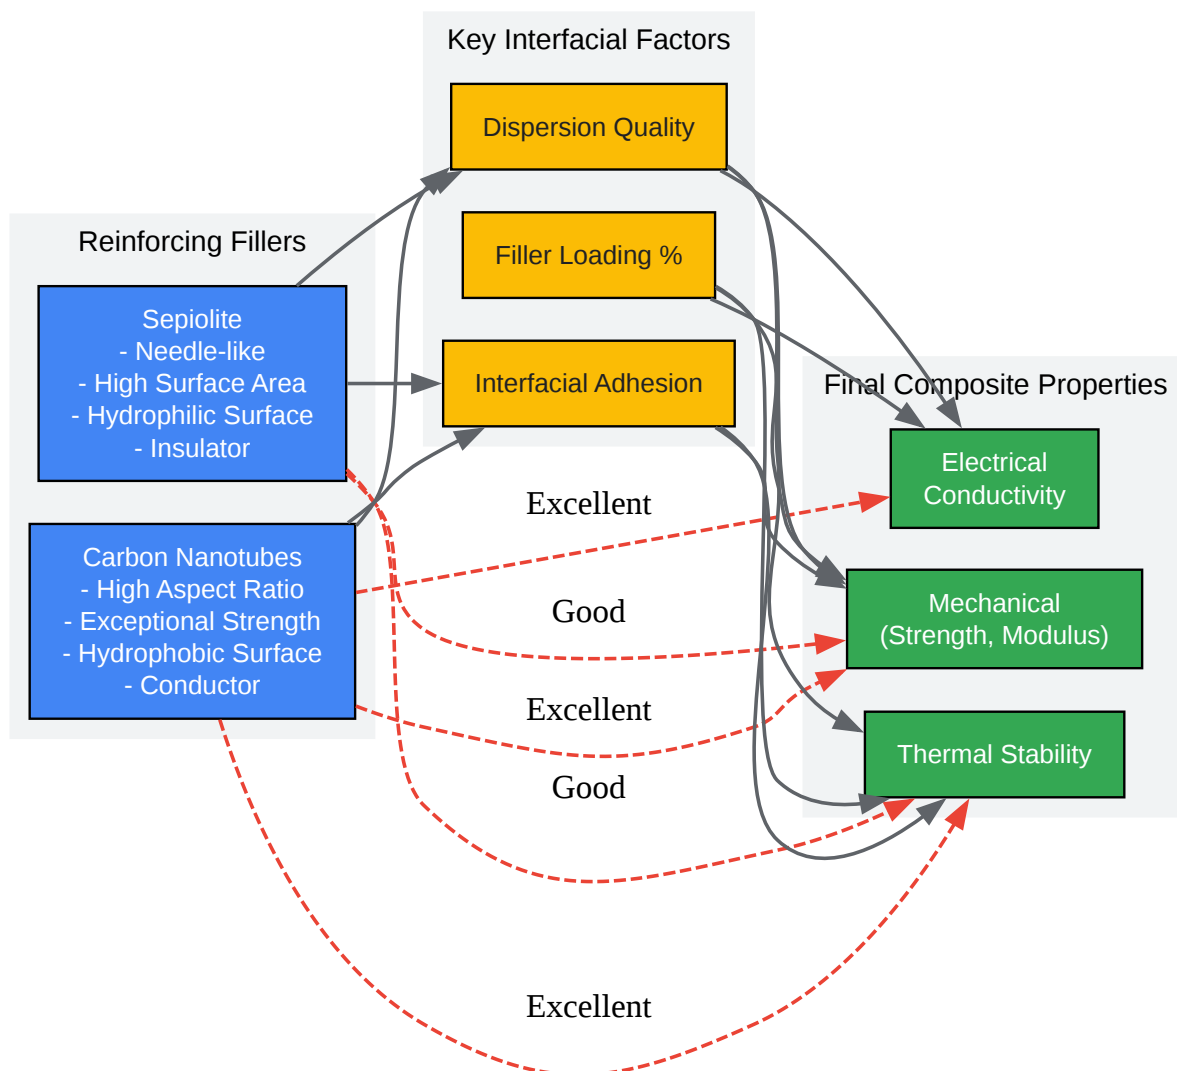 Key Interfacial Factors
Dispersion Quality
Filler Loading %
Interfacial Adhesion
Reinforcing Fillers
Sepiolite
- Needle-like
- High Surface Area
- Hydrophilic Surface
- Insulator
Carbon Nanotubes
- High Aspect Ratio
- Exceptional Strength
- Hydrophobic Surface
- Conductor
Excellent
Good
Excellent
Good
Excellent
Final Composite Properties
Electrical
Conductivity
Mechanical
(Strength, Modulus)
Thermal Stability